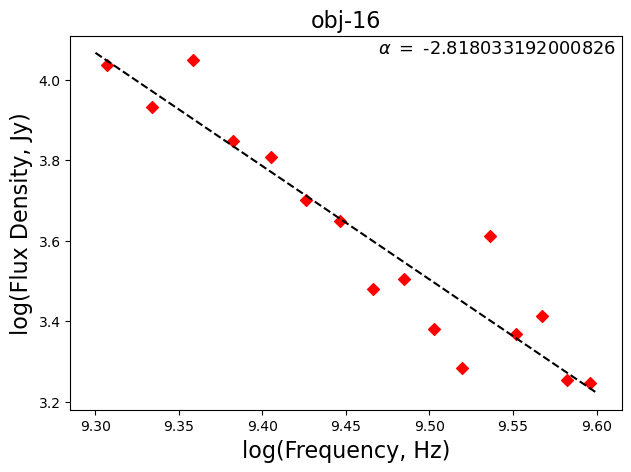 obj-16
α = -2.818033192000826
log(Flux Density, Jy)
4.0
3.8
3.6
3.4
3.2
9.30 9.35 9.40 9.45 9.50 9.55 9.60
log(Frequency, Hz)